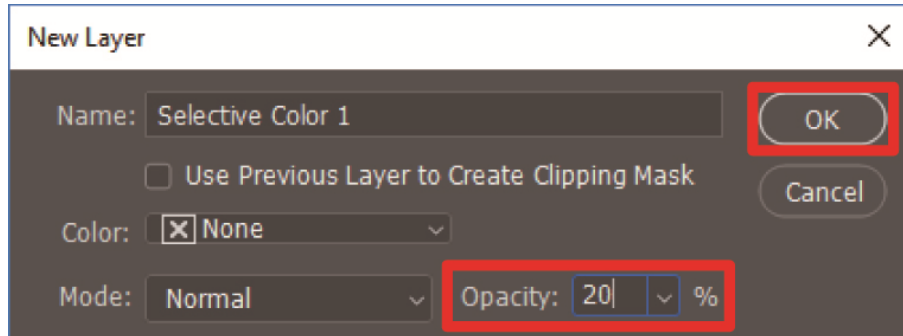 New Layer
Name: Selective Color 1
OK
Use Previous Layer to Create Clipping Mask
Cancel
Color: None
Mode: Normal Opacity: 20 %